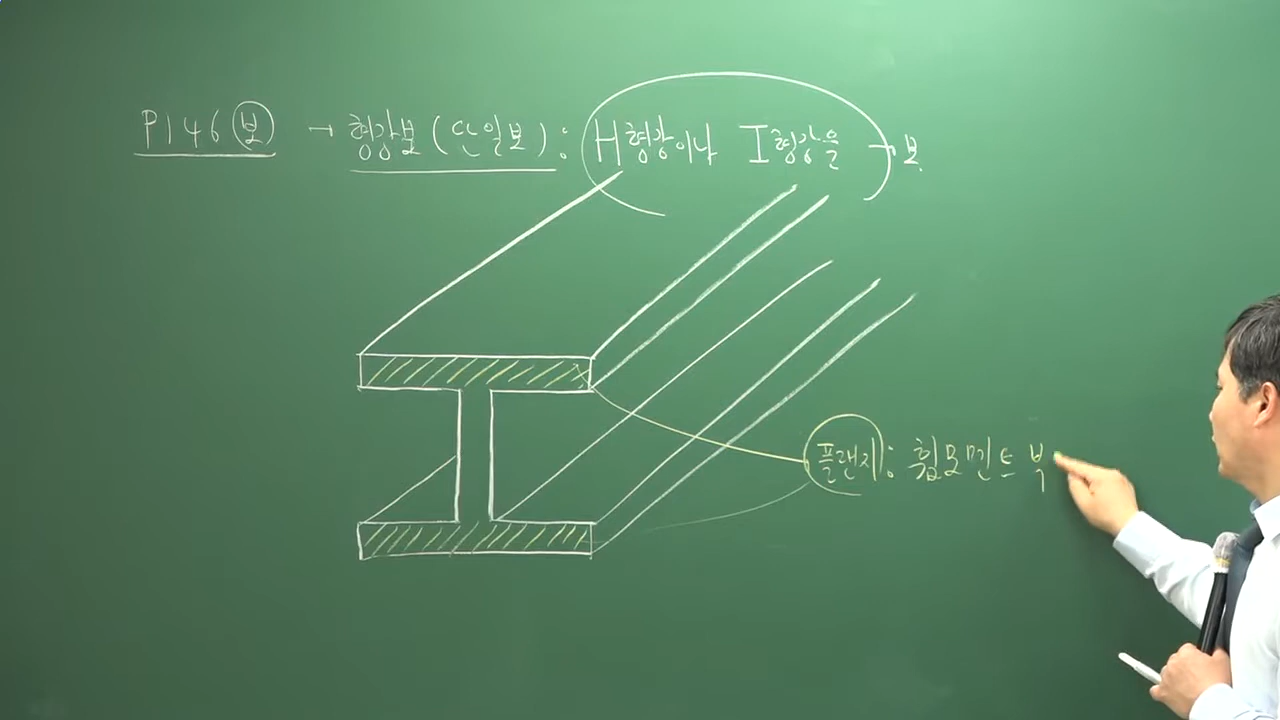 P146 보 → 형강보(단일보): H형강이나 I형강을 → 보.
플랜지: 휨모멘트 부